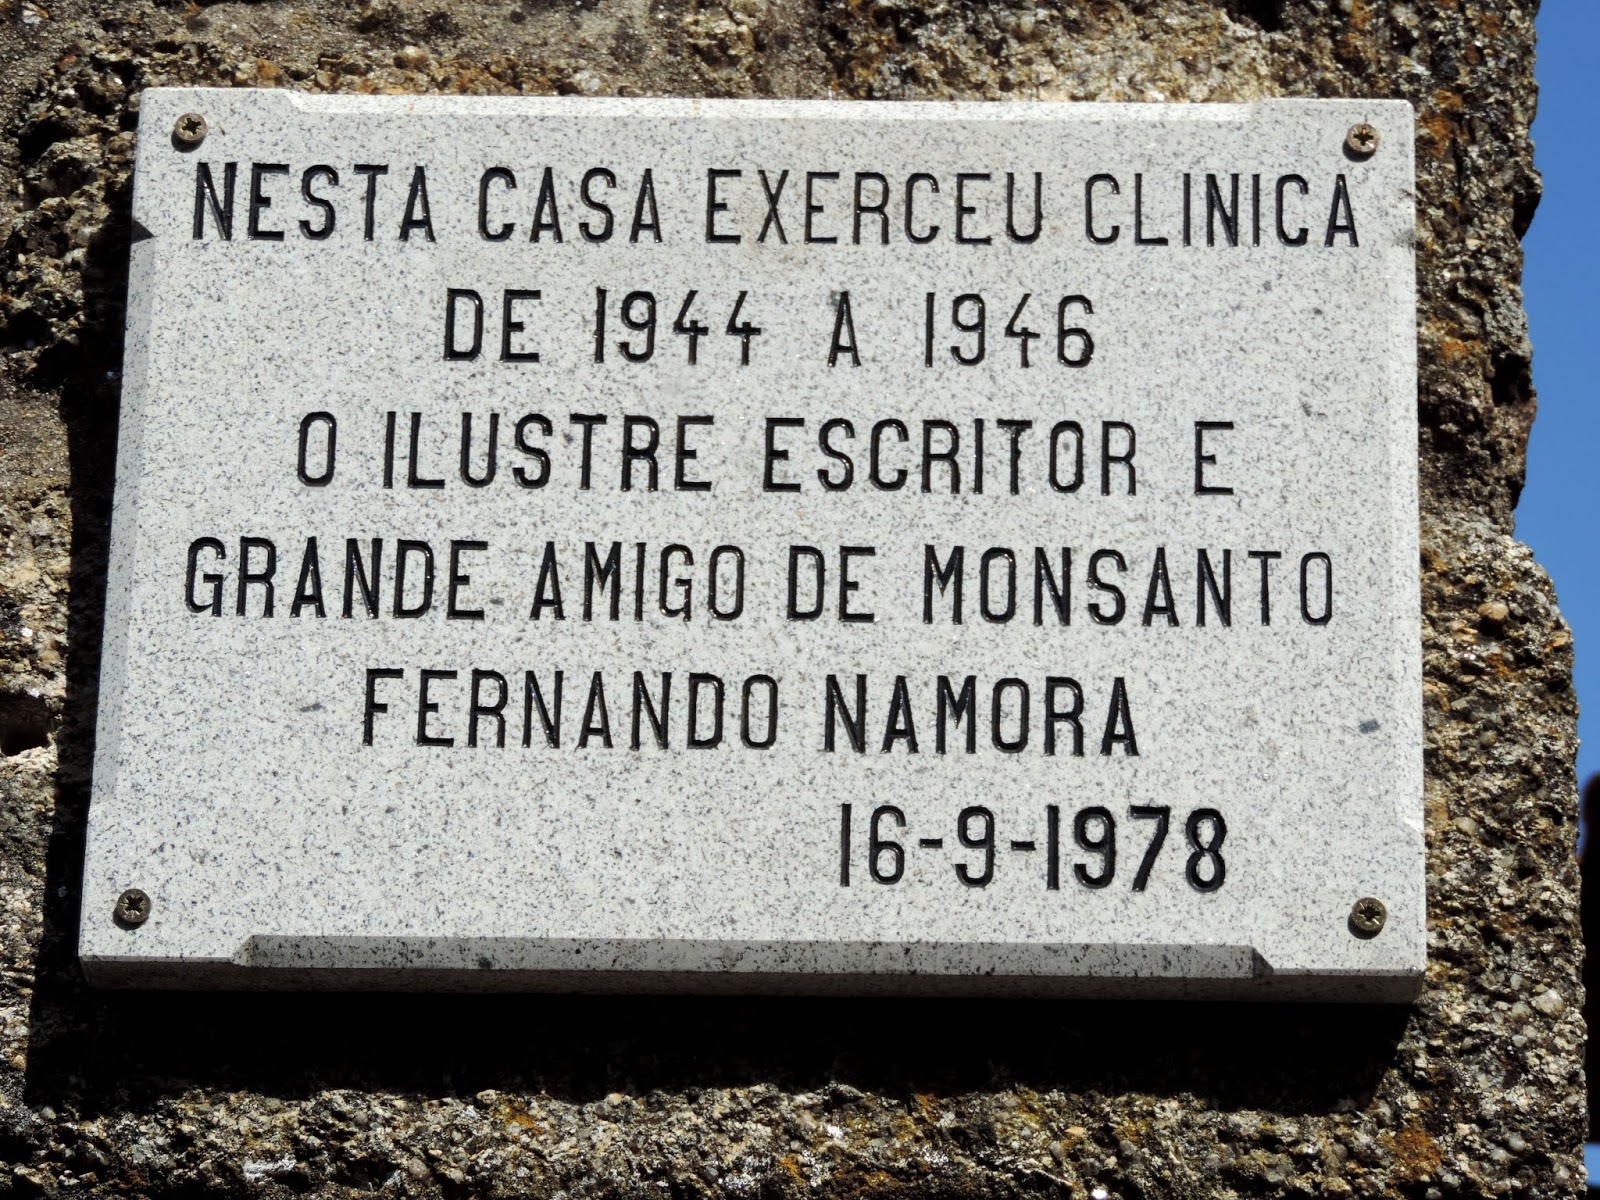 NESTA CASA EXERCEU CLINICA
DE 1944 A 1946
O ILUSTRE ESCRITOR E
GRANDE AMIGO DE MONSANTO
FERNANDO NAMORA
16-9-1978